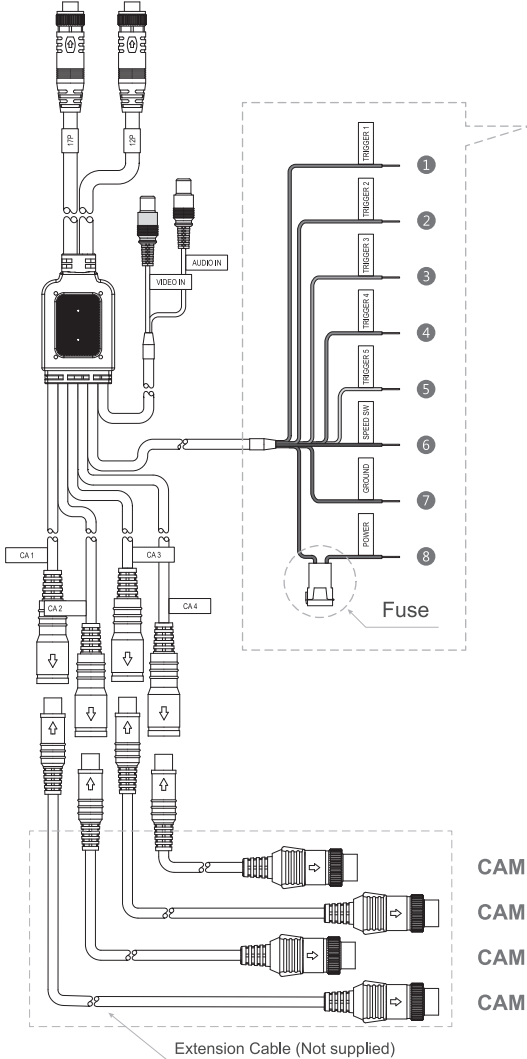 17P
12P
AUDIO IN
VIDEO IN
TRIGGER 1
1
TRIGGER 2
2
TRIGGER 3
3
TRIGGER 4
4
TRIGGER 5
5
SPEED SW
6
GROUND
7
POWER
8
Fuse
CA 1
CA 3
CA 2
CA 4
CAM
CAM
CAM
CAM
Extension Cable (Not supplied)